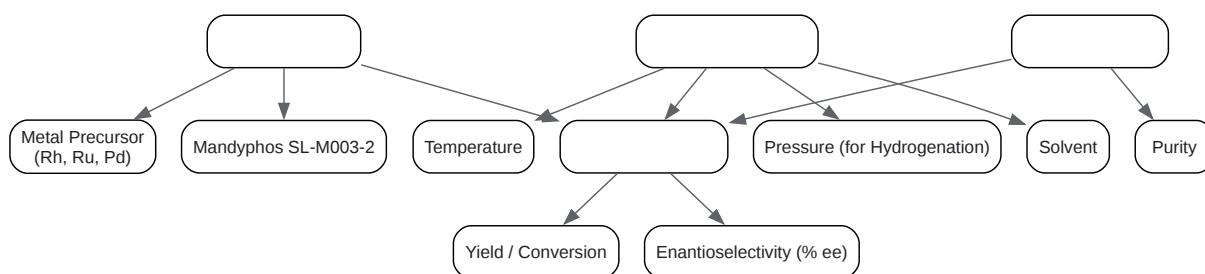 Metal Precursor
(Rh, Ru, Pd)
Mandyphos SL-M003-2
Temperature
Pressure (for Hydrogenation)
Solvent
Purity
Yield / Conversion
Enantioselectivity (% ee)